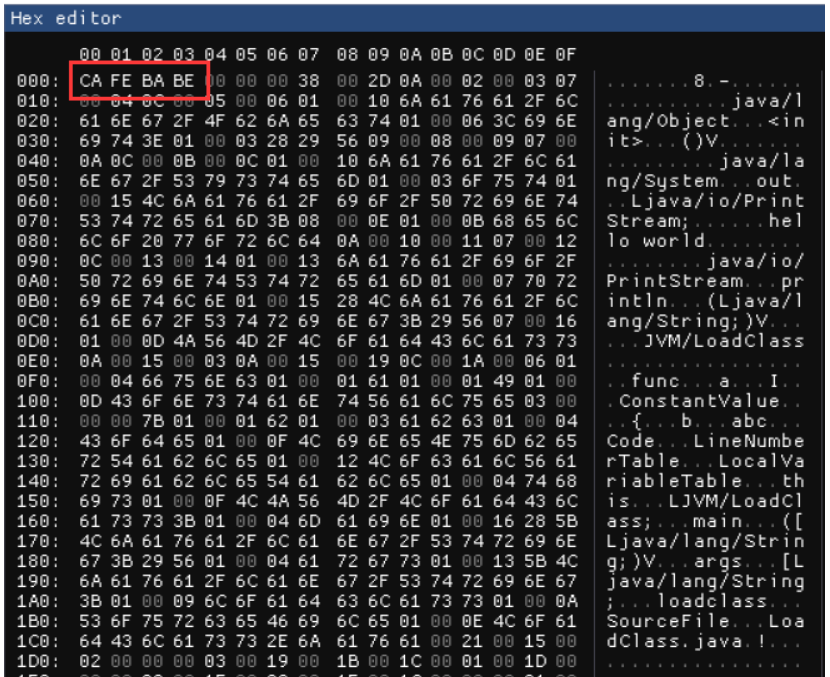 Hex editor
00 01 02 03 04 05 06 07 08 09 0A 0B 0C 0D 0E 0F
000: CA FE BA BE 00 00 00 38 00 2D 0A 00 02 00 03 07 .......8.-......
010: 00 04 0C 00 05 00 06 01 00 10 6A 61 76 61 2F 6C ..........java/l
020: 61 6E 67 2F 4F 62 6A 65 63 74 01 00 06 3C 69 6E ang/Object...<in
030: 69 74 3E 01 00 03 28 29 56 09 00 08 00 09 07 00 it>...()V.......
040: 0A 0C 00 0B 00 0C 01 00 10 6A 61 76 61 2F 6C 61 .........java/la
050: 6E 67 2F 53 79 73 74 65 6D 01 00 03 6F 75 74 01 ng/System...out.
060: 00 15 4C 6A 61 76 61 2F 69 6F 2F 50 72 69 6E 74 ..Ljava/io/Print
070: 53 74 72 65 61 6D 3B 08 00 0E 01 00 0B 68 65 6C Stream;......hel
080: 6C 6F 20 77 6F 72 6C 64 0A 00 10 00 11 07 00 12 lo world........
090: 0C 00 13 00 14 01 00 13 6A 61 76 61 2F 69 6F 2F ........java/io/
0A0: 50 72 69 6E 74 53 74 72 65 61 6D 01 00 07 70 72 PrintStream...pr
0B0: 69 6E 74 6C 6E 01 00 15 28 4C 6A 61 76 61 2F 6C intln...(Ljava/l
0C0: 61 6E 67 2F 53 74 72 69 6E 67 3B 29 56 07 00 16 ang/String;)V...
0D0: 01 00 0D 4A 56 4D 2F 4C 6F 61 64 43 6C 61 73 73 ...JVM/LoadClass
0E0: 0A 00 15 00 03 0A 00 15 00 19 0C 00 1A 00 06 01 ................
0F0: 00 04 66 75 6E 63 01 00 01 61 01 00 01 49 01 00 ..func...a...I..
100: 0D 43 6F 6E 73 74 61 6E 74 56 61 6C 75 65 03 00 .ConstantValue..
110: 00 00 7B 01 00 01 62 01 00 03 61 62 63 01 00 04 ..{...b...abc...
120: 43 6F 64 65 01 00 0F 4C 69 6E 65 4E 75 6D 62 65 Code...LineNumbe
130: 72 54 61 62 6C 65 01 00 12 4C 6F 63 61 6C 56 61 rTable...LocalVa
140: 72 69 61 62 6C 65 54 61 62 6C 65 01 00 04 74 68 riableTable...th
150: 69 73 01 00 0F 4C 4A 56 4D 2F 4C 6F 61 64 43 6C is...LJVM/LoadCl
160: 61 73 73 3B 01 00 04 6D 61 69 6E 01 00 16 28 5B ass;...main...([
170: 4C 6A 61 76 61 2F 6C 61 6E 67 2F 53 74 72 69 6E Ljava/lang/Strin
180: 67 3B 29 56 01 00 04 61 72 67 73 01 00 13 5B 4C g;)V...args...[L
190: 6A 61 76 61 2F 6C 61 6E 67 2F 53 74 72 69 6E 67 java/lang/String
1A0: 3B 01 00 09 6C 6F 61 64 63 6C 61 73 73 01 00 0A ;...loadclass...
1B0: 53 6F 75 72 63 65 46 69 6C 65 01 00 0E 4C 6F 61 SourceFile...Loa
1C0: 64 43 6C 61 73 73 2E 6A 61 76 61 00 21 00 15 00 dClass.java.!...
1D0: 02 00 00 00 03 00 19 00 1B 00 1C 00 01 00 1D 00 ................